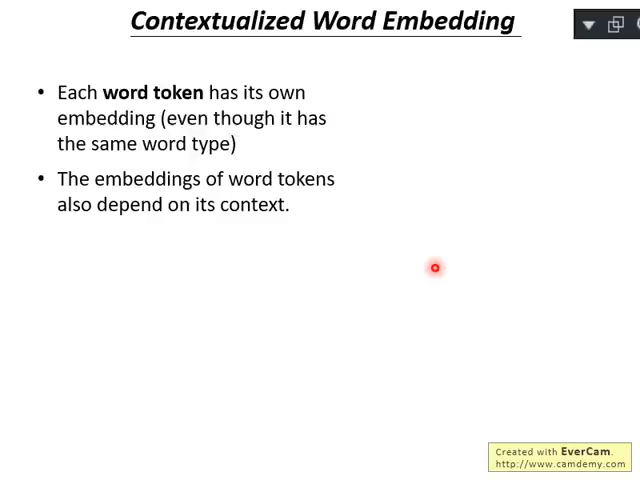 Contextualized Word Embedding
• Each word token has its own
embedding (even though it has
the same word type)
• The embeddings of word tokens
also depend on its context.
Created with EverCam.
http://www.camdemy.com